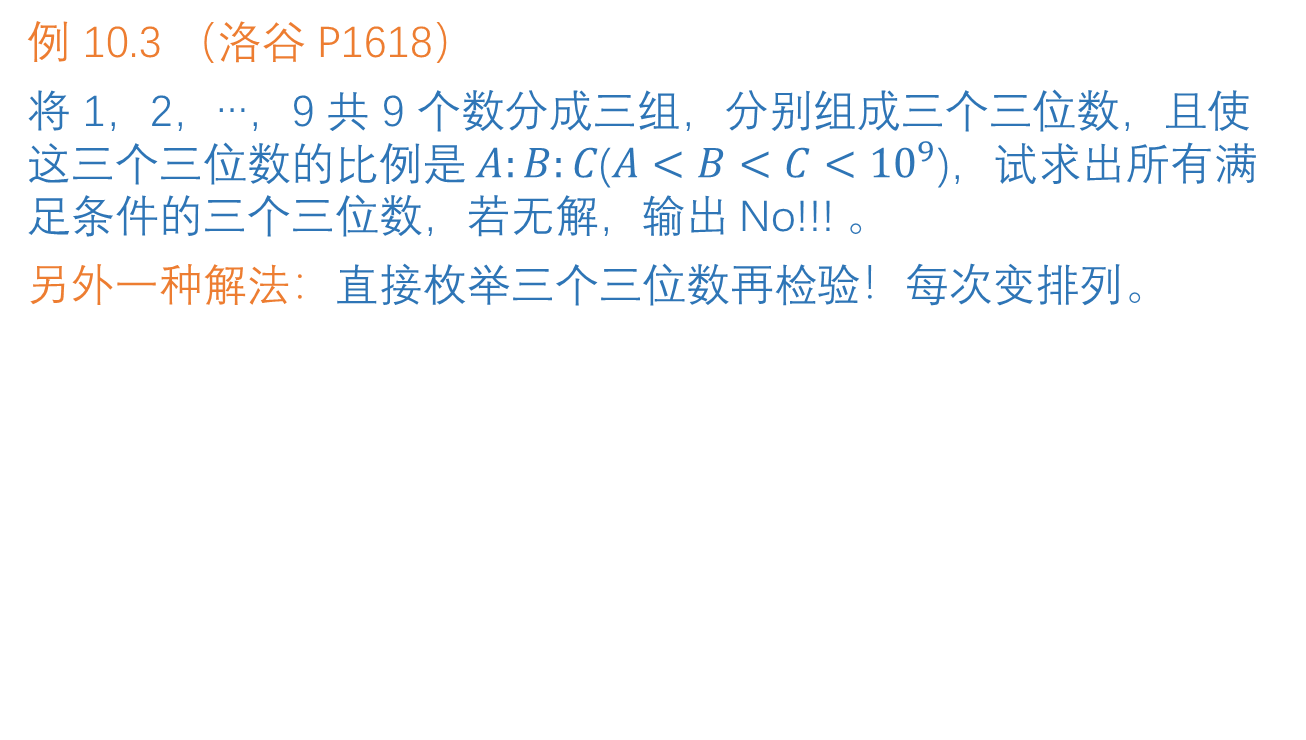 例 10.3 （洛谷 P1618）
将 1，2，⋯，9 共 9 个数分成三组，分别组成三个三位数，且使
这三个三位数的比例是 A:B:C(A < B < C < 10⁹)，试求出所有满
足条件的三个三位数，若无解，输出 No!!! 。
另外一种解法：直接枚举三个三位数再检验！每次变排列。